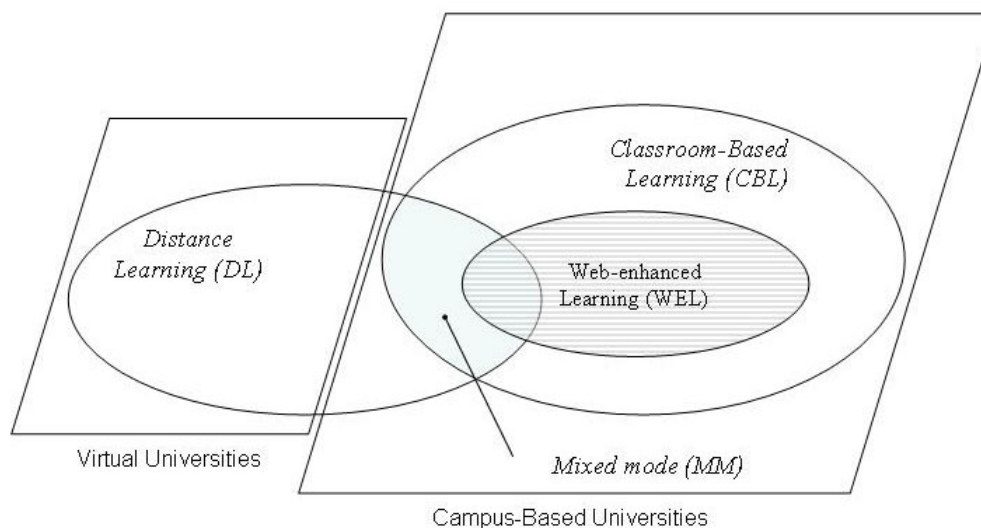 Classroom-Based
Learning (CBL)
Distance
Learning (DL)
Web-enhanced
Learning (WEL)
Virtual Universities
Mixed mode (MM)
Campus-Based Universities